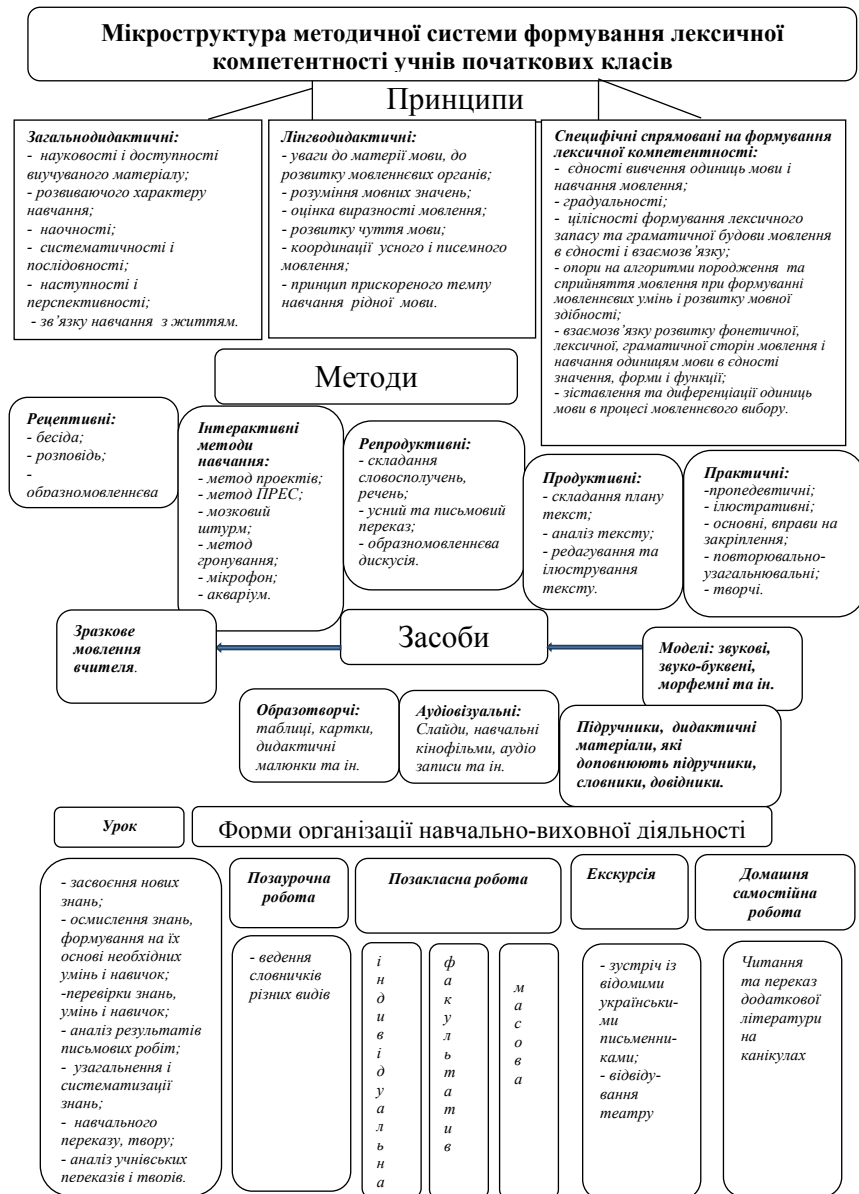 Мікроструктура методичної системи формування лексичної
компетентності учнів початкових класів
Принципи
Загальнодидактичні:
- науковості і доступності
виучуваного матеріалу;
- розвиваючого характеру
навчання;
- наочності;
- систематичності і
послідовності;
- наступності і
перспективності;
- зв'язку навчання з життям.
Лінгводидактичні:
- уваги до матерії мови, до
розвитку мовленнєвих органів;
- розуміння мовних значень;
- оцінка виразності мовлення;
- розвитку чуття мови;
- координації усного і писемного
мовлення;
- принцип прискореного темпу
навчання рідної мови.
Специфічні спрямовані на формування
лексичної компетентності:
- єдності вивчення одиниць мови і
навчання мовлення;
- градуальності;
- цілісності формування лексичного
запасу та граматичної будови мовлення
в єдності і взаємозв'язку;
- опори на алгоритми породження та
сприйняття мовлення при формуванні
мовленнєвих умінь і розвитку мовної
здібності;
- взаємозв'язку розвитку фонетичної,
лексичної, граматичної сторін мовлення і
навчання одиницям мови в єдності
значення, форми і функції;
- зіставлення та диференціації одиниць
мови в процесі мовленнєвого вибору.
Методи
Рецептивні:
- бесіда;
- розповідь;
-
образномовленнєва
Інтерактивні
методи
навчання:
- метод проектів;
- метод ПРЕС;
- мозковий
штурм;
- метод
гронування;
- мікрофон;
- акваріум.
Репродуктивні:
- складання
словосполучень,
речень;
- усний та письмовий
переказ;
- образномовленнєва
дискусія.
Продуктивні:
- складання плану
текст;
- аналіз тексту;
- редагування та
ілюстрування
тексту.
Практичні:
-пропедевтичні;
- ілюстративні;
- основні, вправи на
закріплення;
- повторювально-
узагальнювальні;
- творчі.
Засоби
Зразкове
мовлення
вчителя.
Моделі: звукові,
звуко-буквені,
морфемні та ін.
Образотворчі:
таблиці, картки,
дидактичні
малюнки та ін.
Аудіовізуальні:
Слайди, навчальні
кінофільми, аудіо
записи та ін.
Підручники, дидактичні
матеріали, які
доповнюють підручники,
словники, довідники.
Форми організації навчально-виховної діяльності
Урок
- засвоєння нових
знань;
- осмислення знань,
формування на їх
основі необхідних
умінь і навичок;
-перевірки знань,
умінь і навичок;
- аналіз результатів
письмових робіт;
- узагальнення і
систематизації
знань;
- навчального
переказу, твору;
- аналіз учнівських
переказів і творів.
Позаурочна
робота
- ведення
словничків
різних видів
Позакласна робота
індивідуальна
факультатив
масова
Екскурсія
- зустріч із
відомими
українськи-
ми
письменни-
ками;
- відвіду-
вання
театру
Домашня
самостійна
робота
Читання
та переказ
додаткової
літератури
на
канікулах